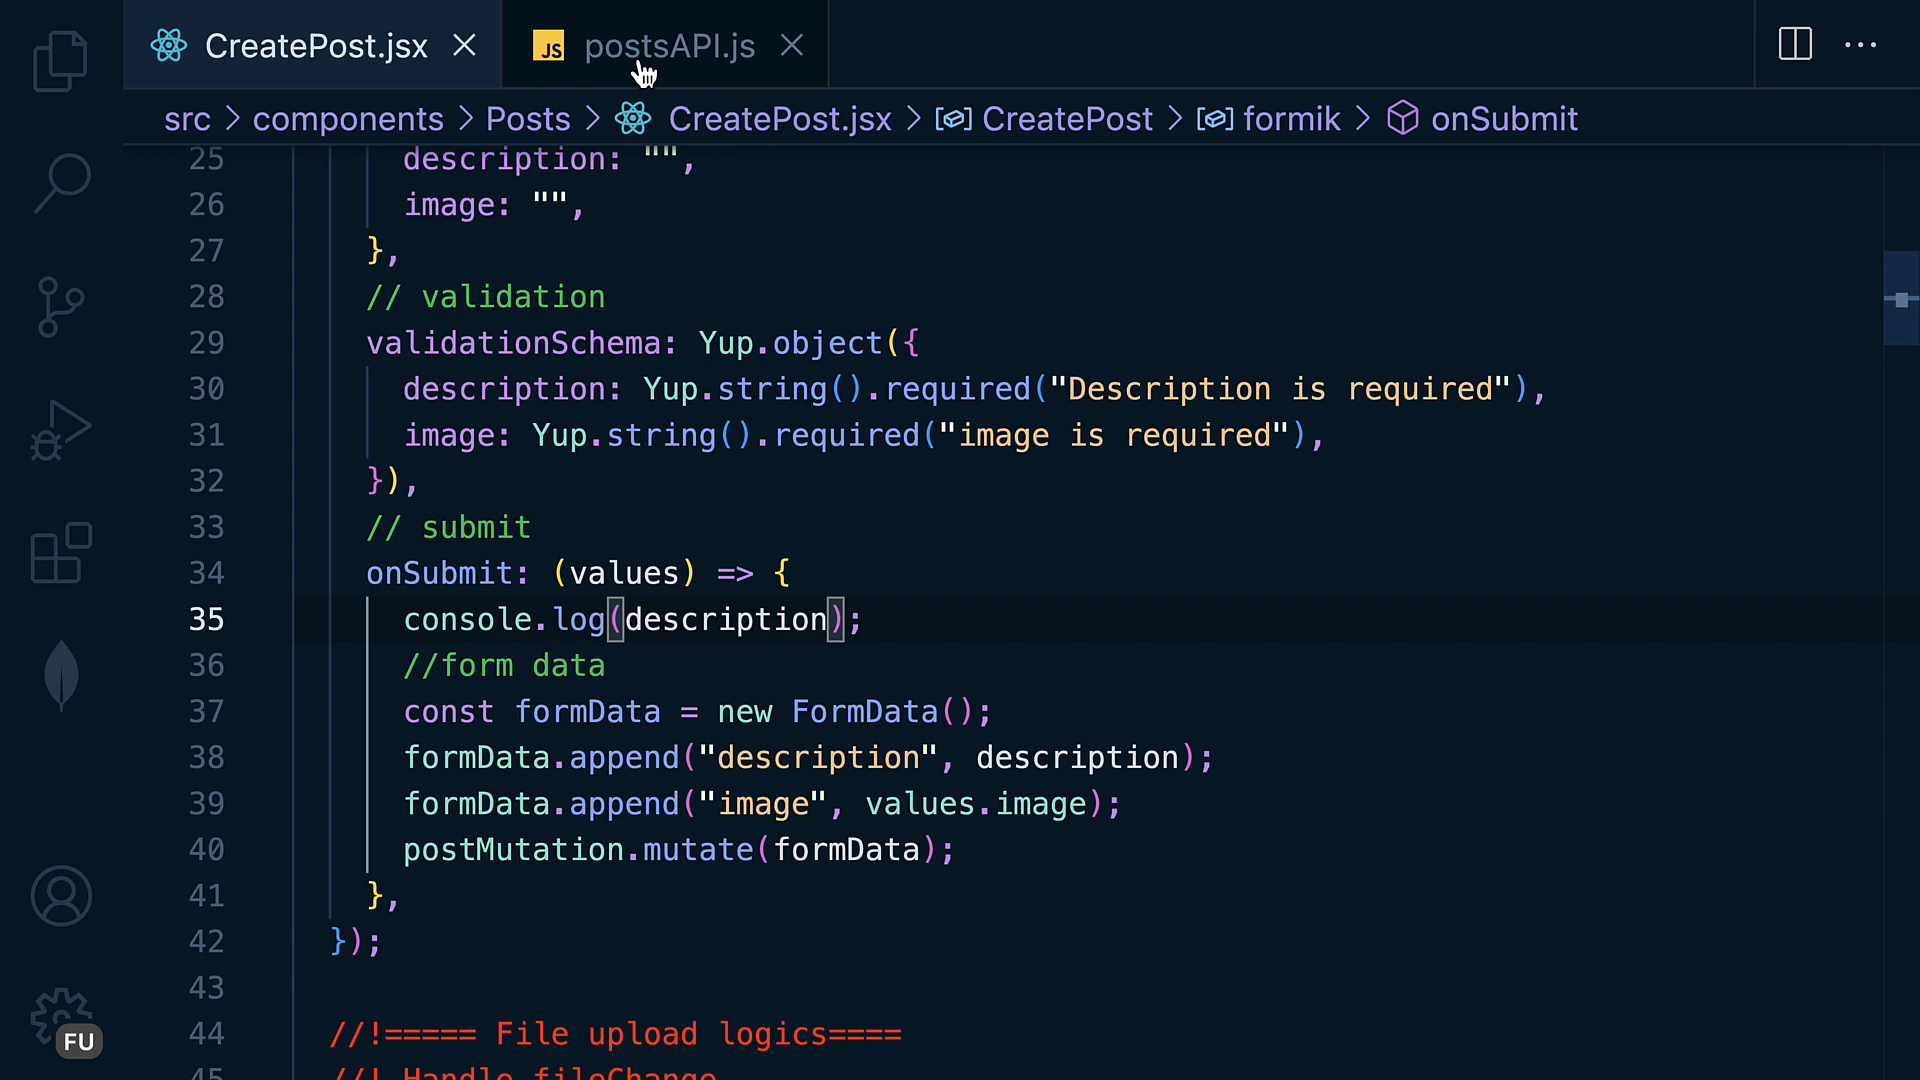 CreatePost.jsx
JS postsAPI.js
src > components > Posts > CreatePost.jsx > CreatePost > formik > onSubmit
25 description: "",
26 image: "",
27 },
28 // validation
29 validationSchema: Yup.object({
30 description: Yup.string().required("Description is required"),
31 image: Yup.string().required("image is required"),
32 }),
33 // submit
34 onSubmit: (values) => {
35 console.log(description);
36 //form data
37 const formData = new FormData();
38 formData.append("description", description);
39 formData.append("image", values.image);
40 postMutation.mutate(formData);
41 },
42 });
43
44 //!===== File upload logics====
45 //! Handle fileChange
FU